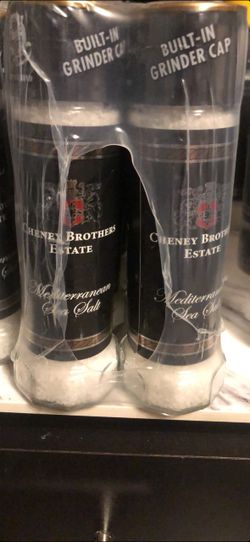 BUILT-IN
GRINDER CAP
CHENEY BROTHERS
ESTATE
Mediterranean
Sea Salt
BUILT-IN
GRINDER CAP
CHENEY BROTHERS
ESTATE
Mediterranean
Sea Salt